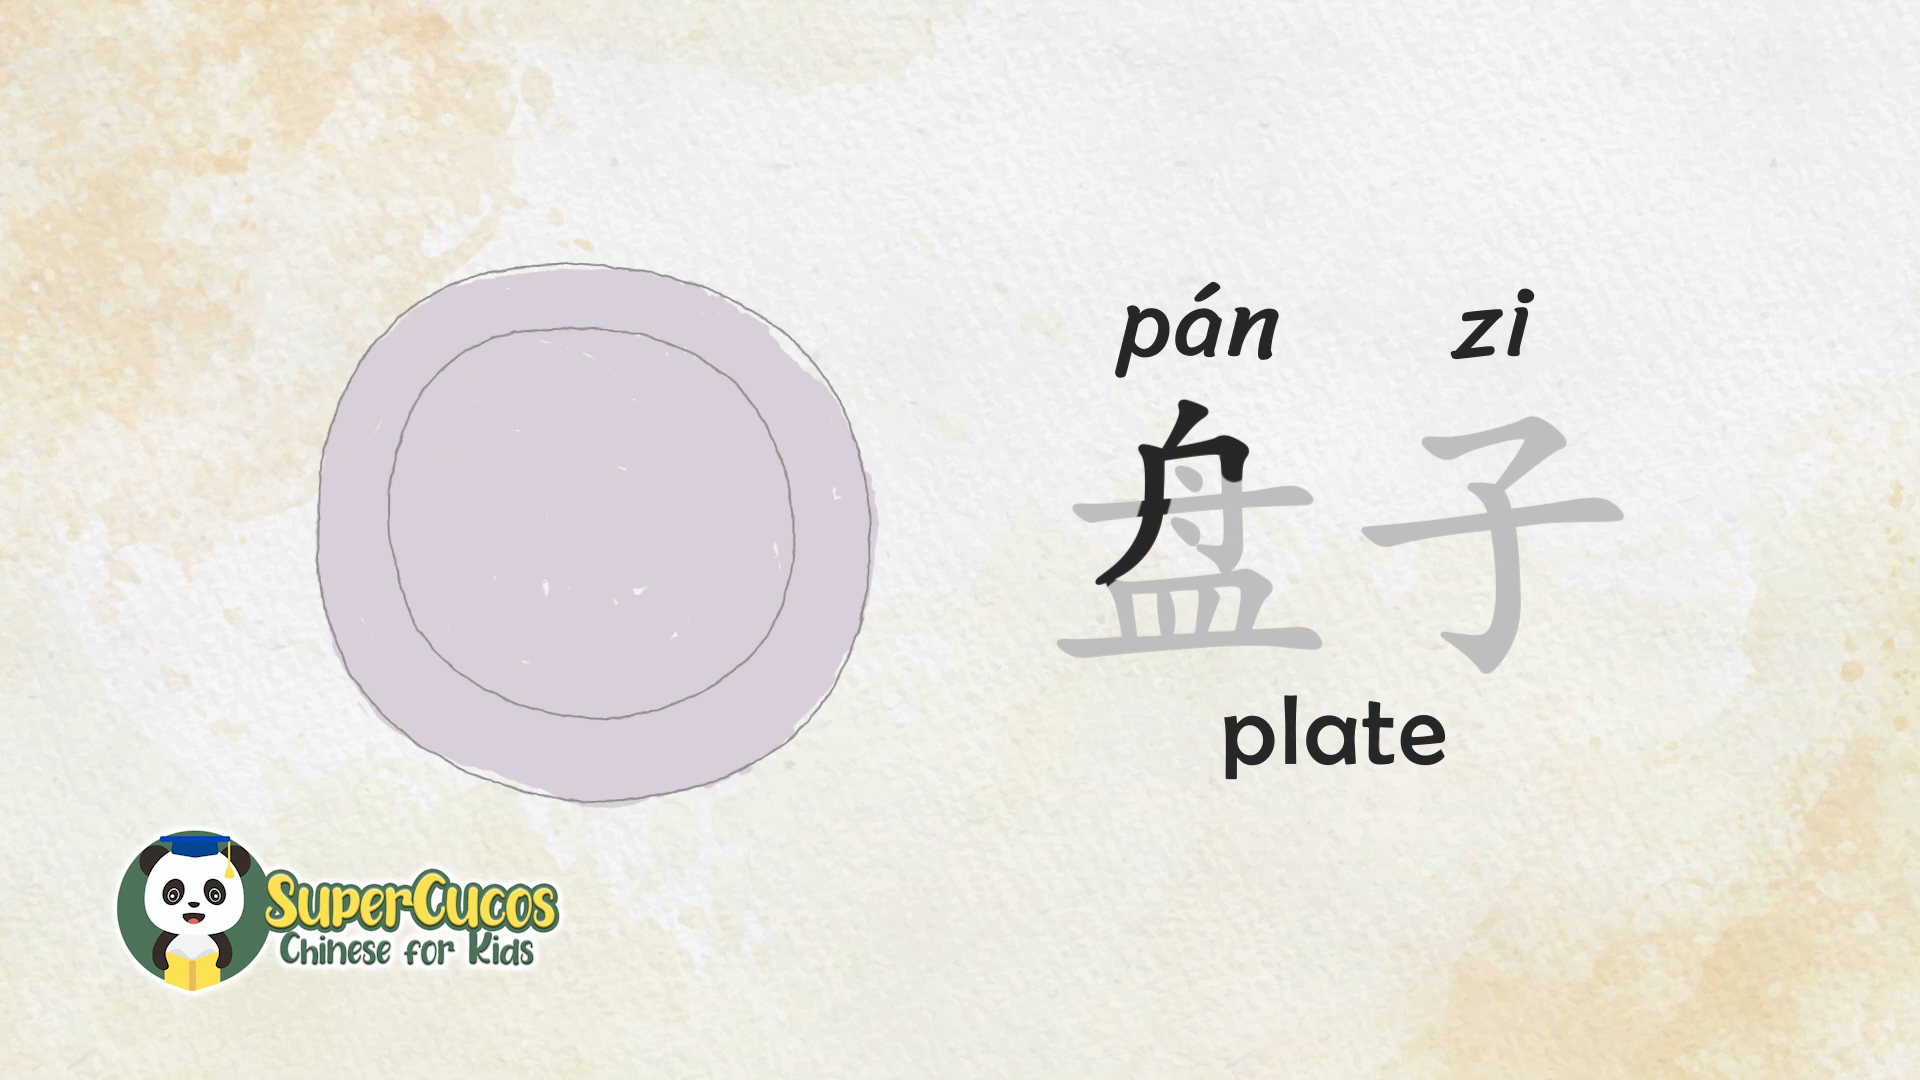 pán zi
盘子
plate
SuperCucos
Chinese for Kids